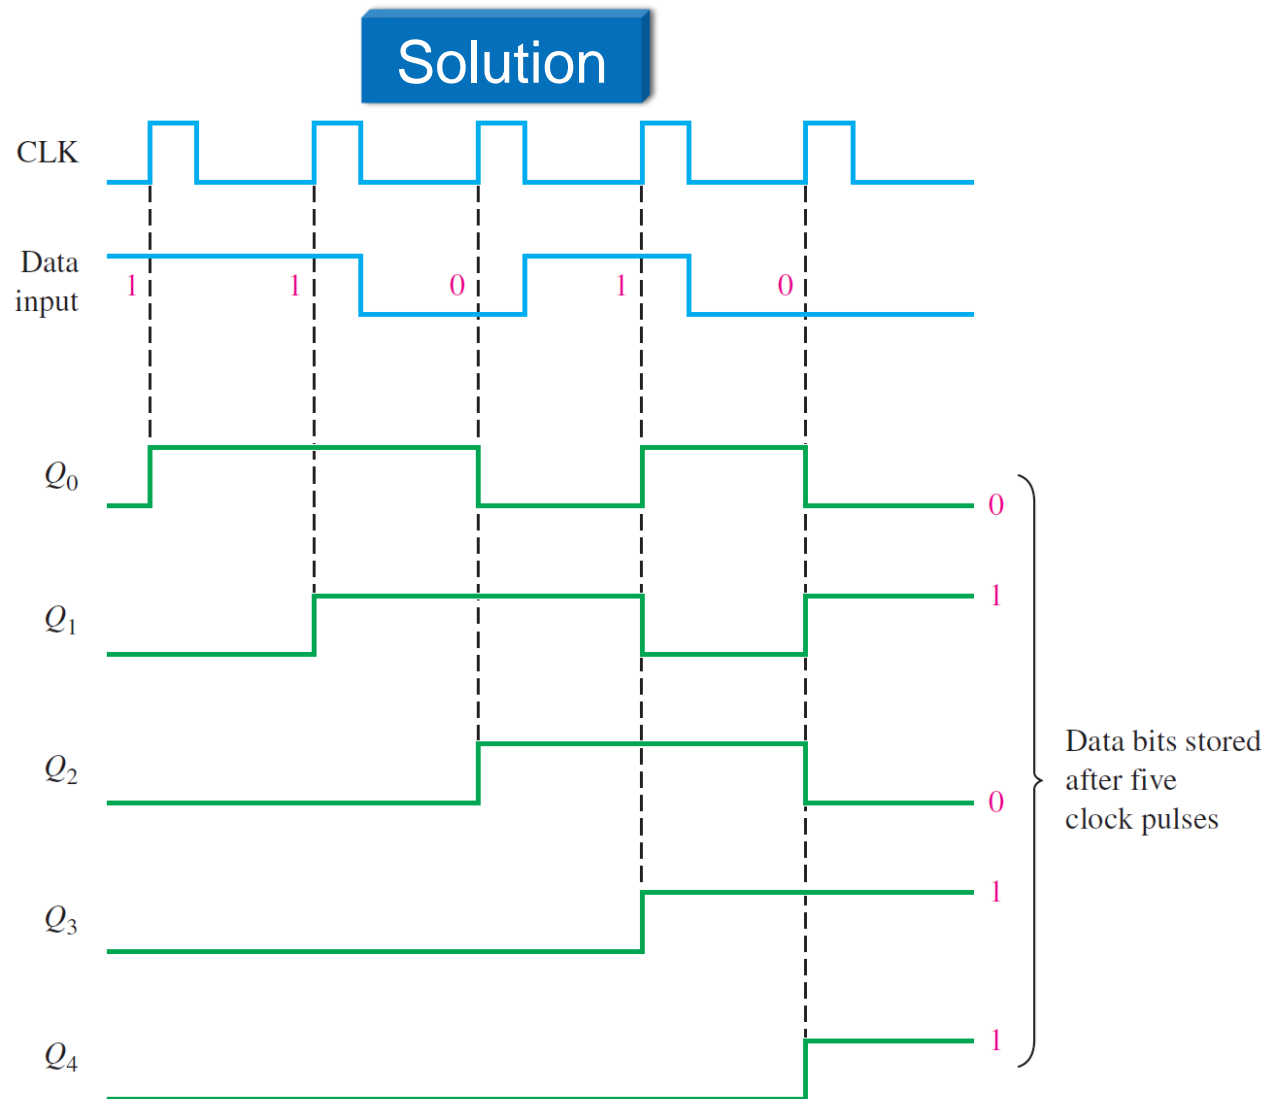 Solution
CLK
Data
input
1 1 0 1 0
Q0
0
Q1
1
Q2
0
Q3
1
Q4
1
Data bits stored
after five
clock pulses